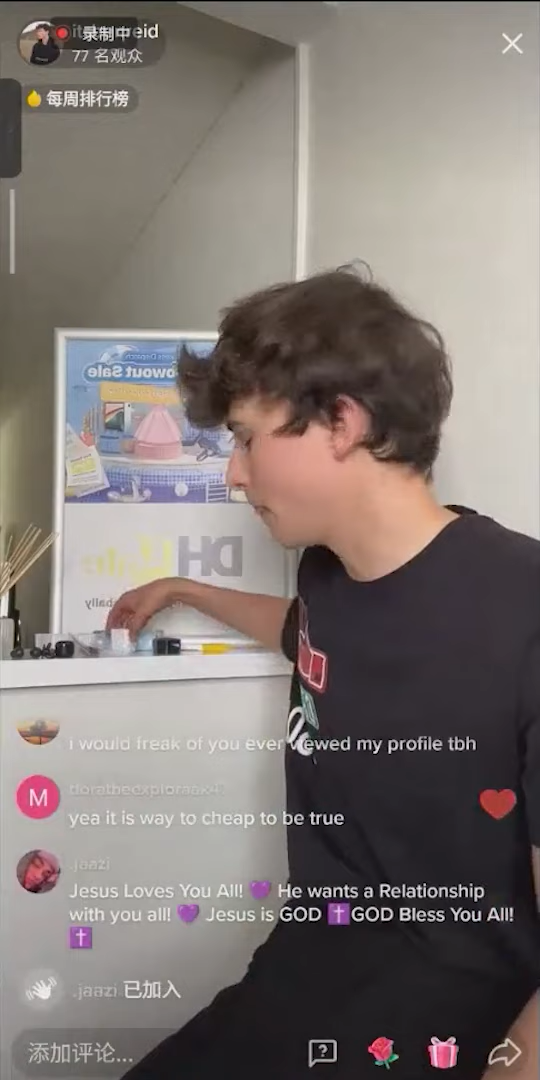 录制中
77 名观众
每周排行榜
owout Sale
DH
bally
i would freak of you ever viewed my profile tbh
M
doratheexploraak4
yea it is way to cheap to be true
.jaazi
Jesus Loves You All! 💜 He wants a Relationship
with you all! 💜 Jesus is GOD ✝️GOD Bless You All!
✝️
.jaazi 已加入
添加评论...